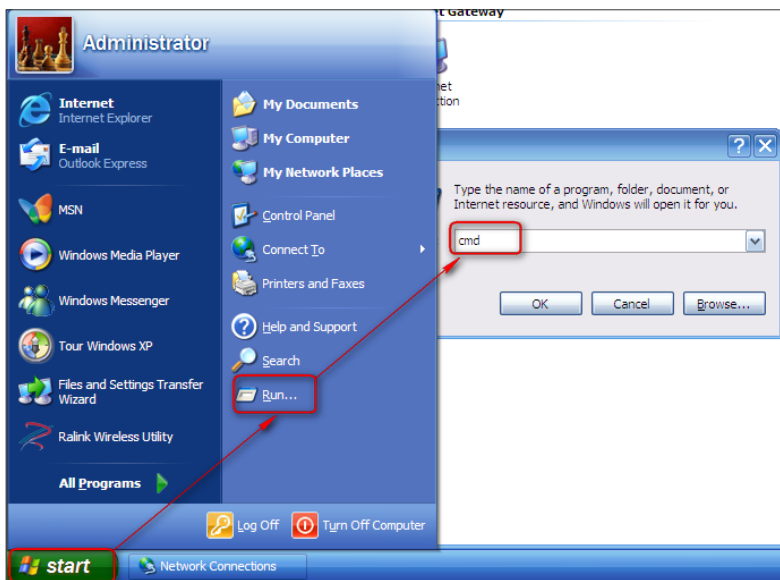 t Gateway
Administrator
net
ction
Internet
Internet Explorer
E-mail
Outlook Express
MSN
Windows Media Player
Windows Messenger
Tour Windows XP
Files and Settings Transfer
Wizard
Ralink Wireless Utility
All Programs
My Documents
My Computer
My Network Places
Control Panel
Connect To
Printers and Faxes
Help and Support
Search
Run...
Type the name of a program, folder, document, or
Internet resource, and Windows will open it for you.
cmd
OK Cancel Browse...
Log Off Turn Off Computer
start Network Connections